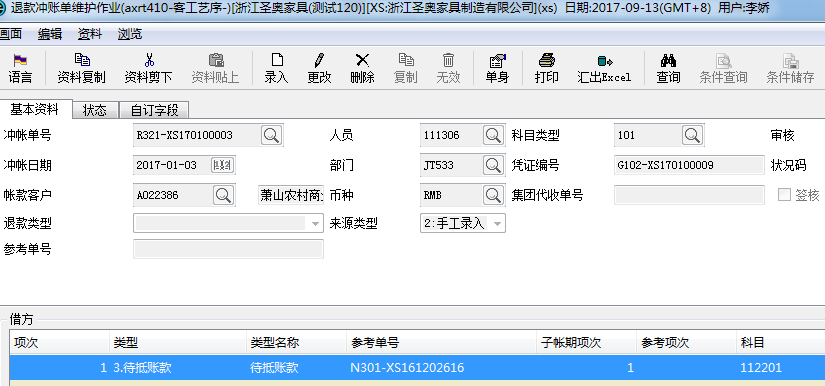 退款冲账单维护作业(axrt410-客工艺序-)[浙江圣奥家具(测试120)][XS:浙江圣奥家具制造有限公司](xs) 日期:2017-09-13(GMT+8) 用户:李娇
画面 编辑 资料 浏览
语言 资料复制 资料剪下 资料贴上 录入 更改 删除 复制 无效 单身 打印 汇出Excel 查询 条件查询 条件储存
基本资料 状态 自订字段
冲帐单号 R321-XS170100003 人员 111306 科目类型 101 审核
冲帐日期 2017-01-03 部门 JT533 凭证编号 G102-XS170100009 状况码
帐款客户 A022386 萧山农村商 币种 RMB 集团代收单号 签核
退款类型 来源类型 2:手工录入
参考单号
借方
项次 类型 类型名称 参考单号 子帐期项次 参考项次 科目
1 3.待抵账款 待抵账款 N301-XS161202616 1 112201